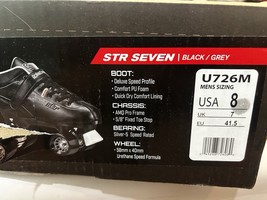 STR SEVEN | BLACK / GREY
BOOT:
• Deluxe Speed Profile
• Comfort PU Foam
• Quick Dry Comfort Lining
CHASSIS:
• AMQ Pro Frame
• 5/8" Fixed Toe Stop
BEARING:
Silver-5 Speed Rated
WHEEL:
• 58mm x 40mm
Urethane Speed Formula
U726M
MENS SIZING
USA 8
UK 7
EU 41.5